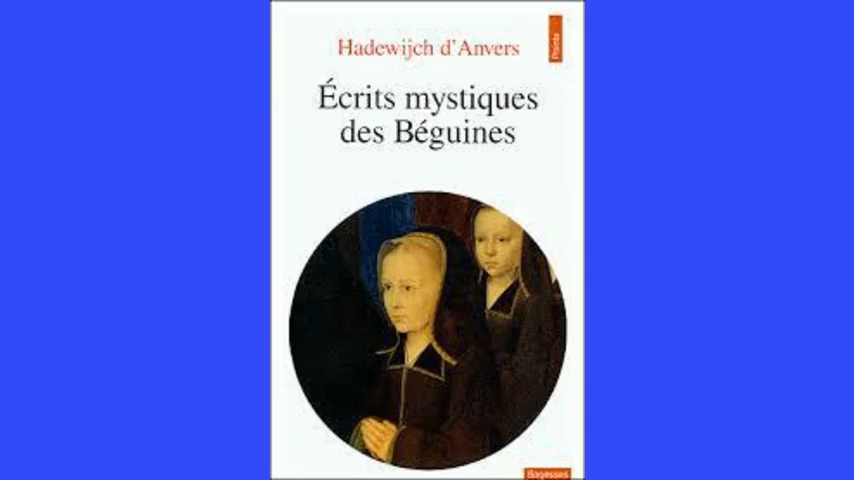 Hadewijch d'Anvers
Points
Écrits mystiques
des Béguines
Sagesses